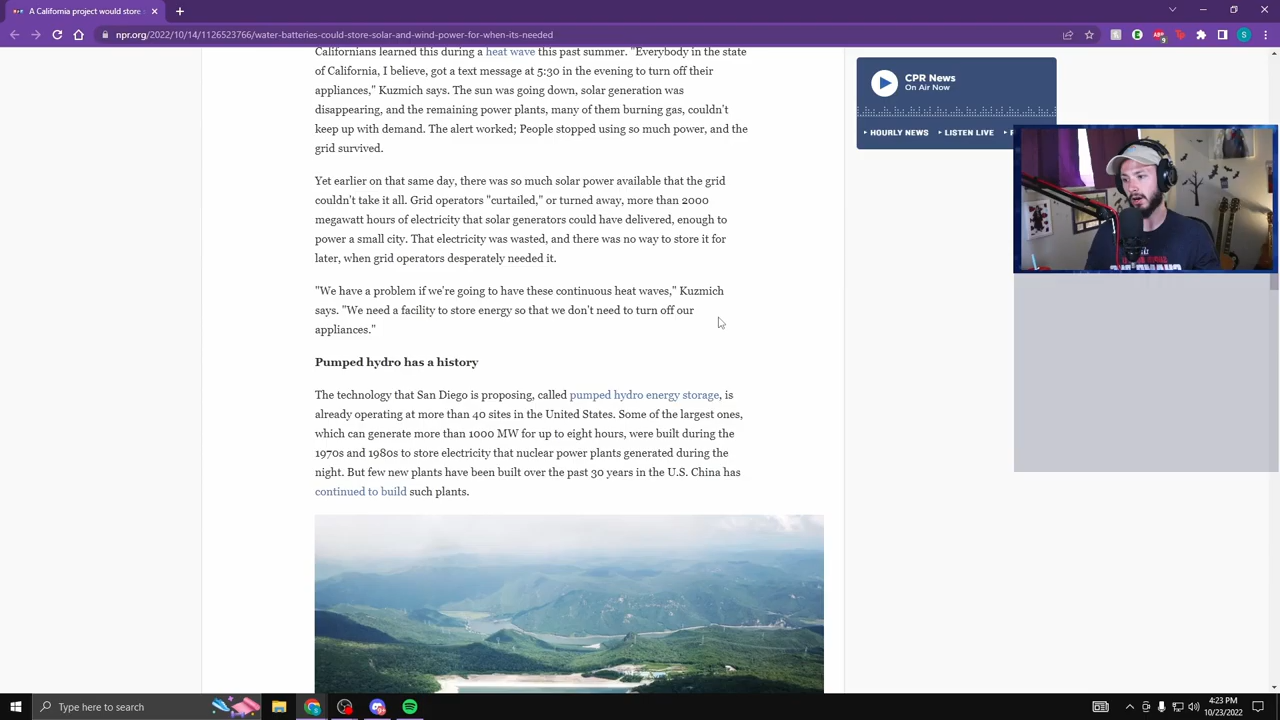 A California project would store s
npr.org/2022/10/14/1126523766/water-batteries-could-store-solar-and-wind-power-for-when-its-needed
Californians learned this during a heat wave this past summer. "Everybody in the state
of California, I believe, got a text message at 5:30 in the evening to turn off their
appliances," Kuzmich says. The sun was going down, solar generation was
disappearing, and the remaining power plants, many of them burning gas, couldn't
keep up with demand. The alert worked; People stopped using so much power, and the
grid survived.
Yet earlier on that same day, there was so much solar power available that the grid
couldn't take it all. Grid operators "curtailed," or turned away, more than 2000
megawatt hours of electricity that solar generators could have delivered, enough to
power a small city. That electricity was wasted, and there was no way to store it for
later, when grid operators desperately needed it.
"We have a problem if we're going to have these continuous heat waves," Kuzmich
says. "We need a facility to store energy so that we don't need to turn off our
appliances."
Pumped hydro has a history
The technology that San Diego is proposing, called pumped hydro energy storage, is
already operating at more than 40 sites in the United States. Some of the largest ones,
which can generate more than 1000 MW for up to eight hours, were built during the
1970s and 1980s to store electricity that nuclear power plants generated during the
night. But few new plants have been built over the past 30 years in the U.S. China has
continued to build such plants.
CPR News
On Air Now
HOURLY NEWS
LISTEN LIVE
Type here to search
4:23 PM
10/23/2022